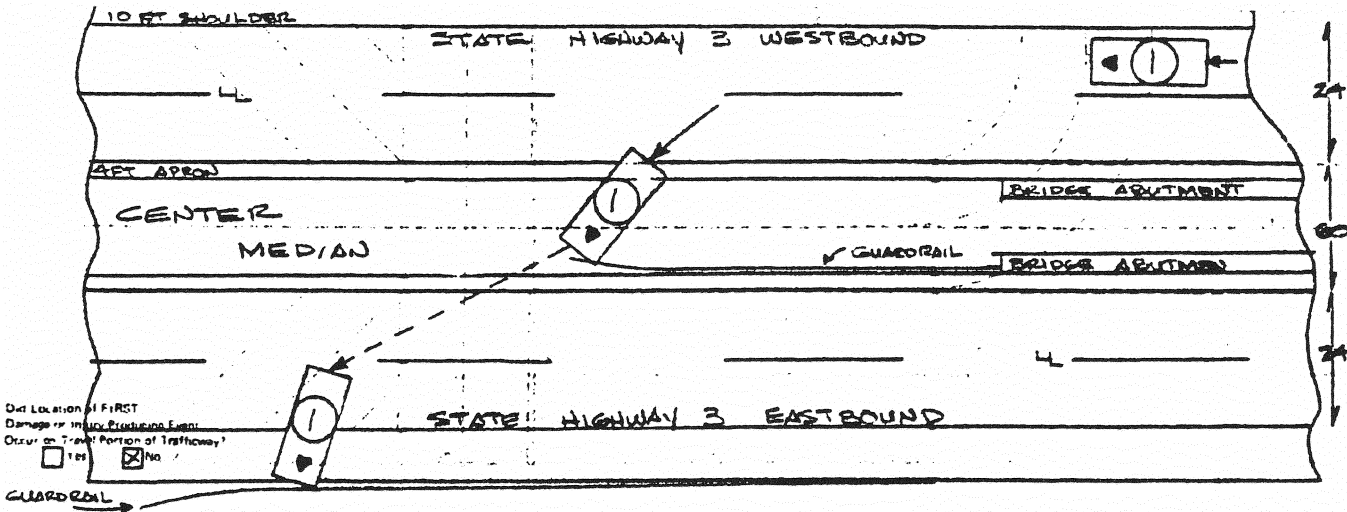 10 FT SHOULDER
STATE HIGHWAY 3 WESTBOUND
1
24
4FT APRON
BRIDGE ABUTMENT
1
CENTER
60
MEDIAN
GUARDRAIL
BRIDGE ABUTMEN
24
Did Location of FIRST
Damage or Injury Producing Event
Occur on Travel Portion of Trafficway?
Yes No
1
STATE HIGHWAY 3 EASTBOUND
GUARDRAIL